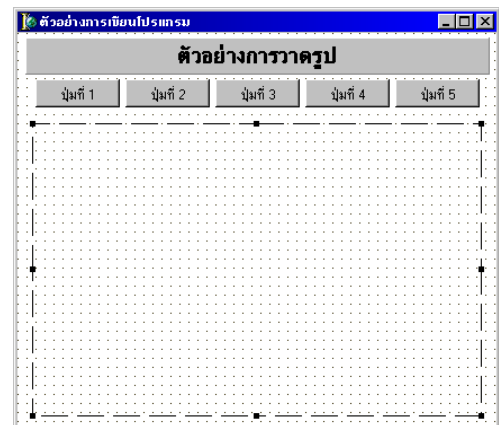 ตัวอย่างการเขียนโปรแกรม
ตัวอย่างการวาดรูป
ปุ่มที่ 1 ปุ่มที่ 2 ปุ่มที่ 3 ปุ่มที่ 4 ปุ่มที่ 5